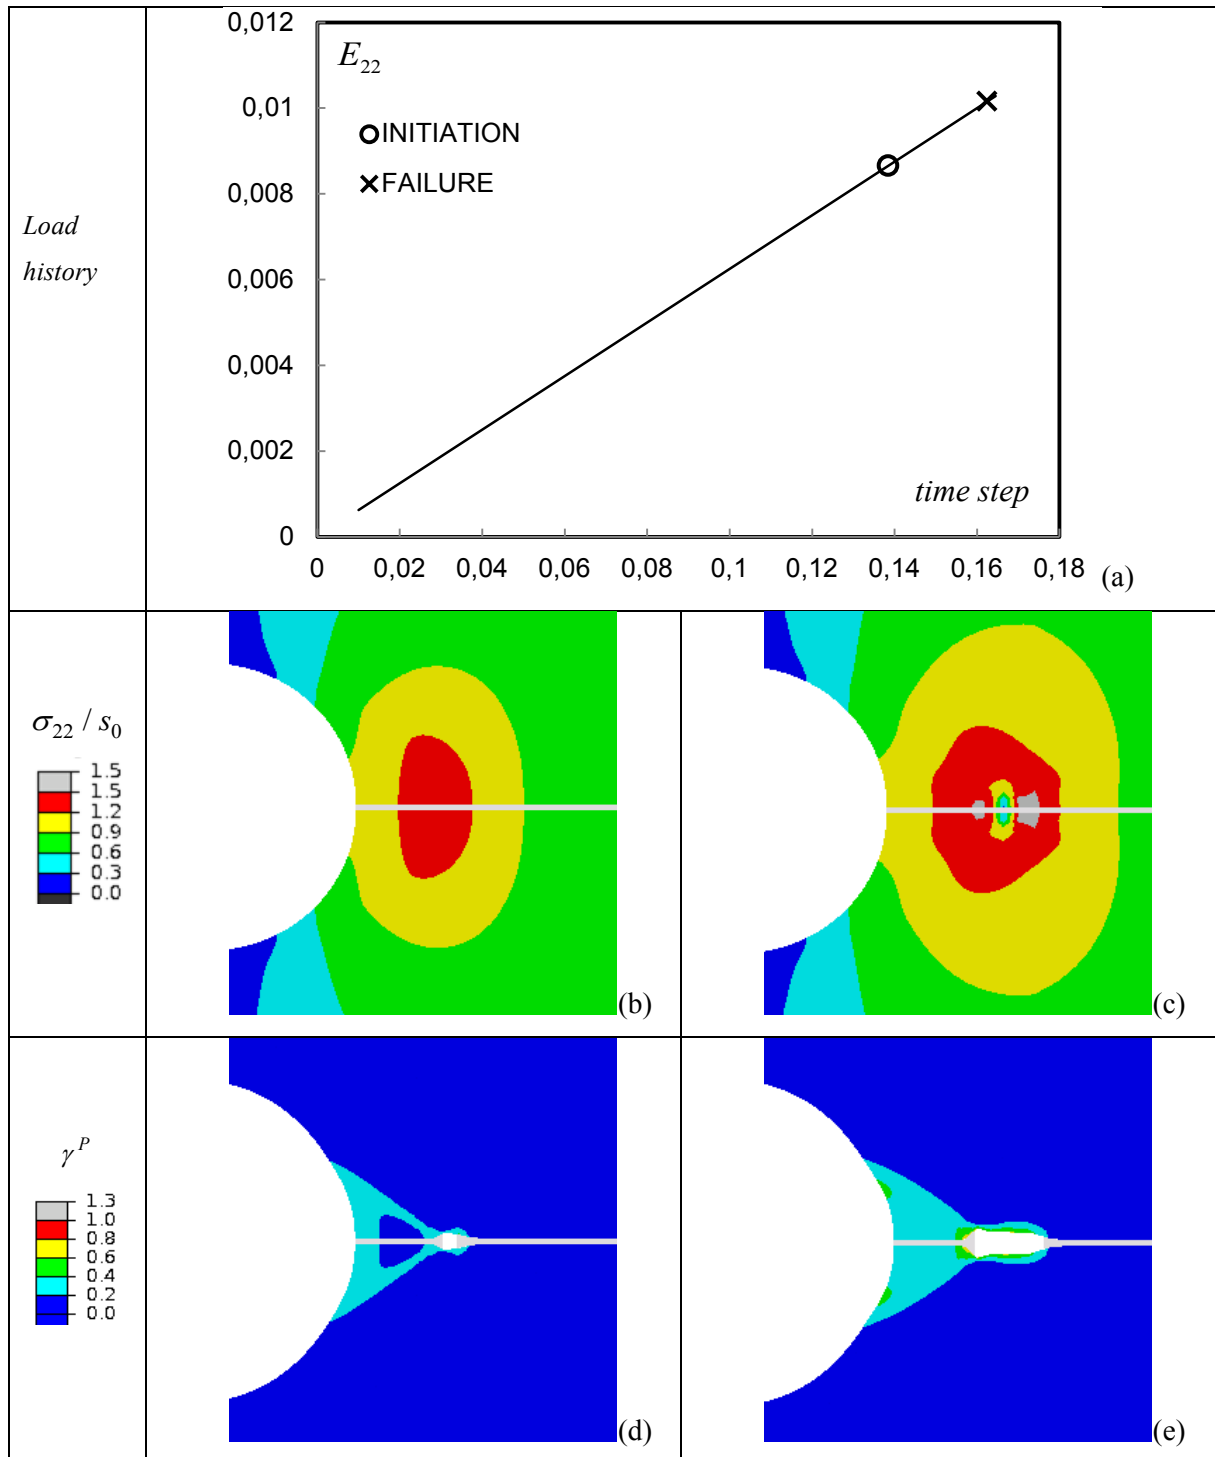 0,012
E22
0,01
INITIATION
FAILURE
0,008
Load
history
0,006
0,004
0,002
time step
0
0 0,02 0,04 0,06 0,08 0,1 0,12 0,14 0,16 0,18 (a)
σ22 / s0
1.5
1.5
1.2
0.9
0.6
0.3
0.0
(b)
(c)
γP
1.3
1.0
0.8
0.6
0.4
0.2
0.0
(d)
(e)